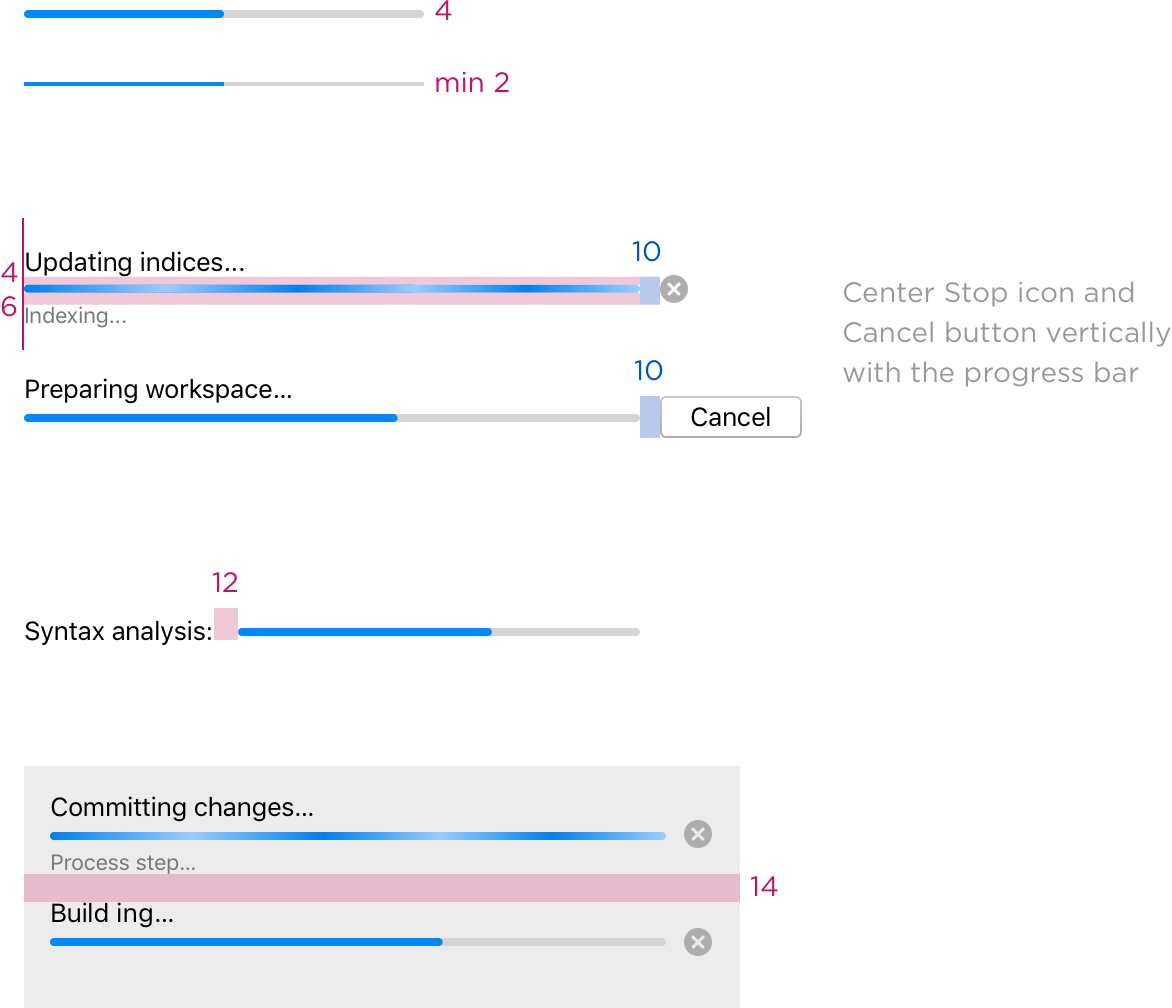 4
min 2
10
Updating indices...
4
6
Indexing...
Center Stop icon and
Cancel button vertically
with the progress bar
10
Preparing workspace...
Cancel
12
Syntax analysis:
Committing changes...
Process step...
14
Build ing...